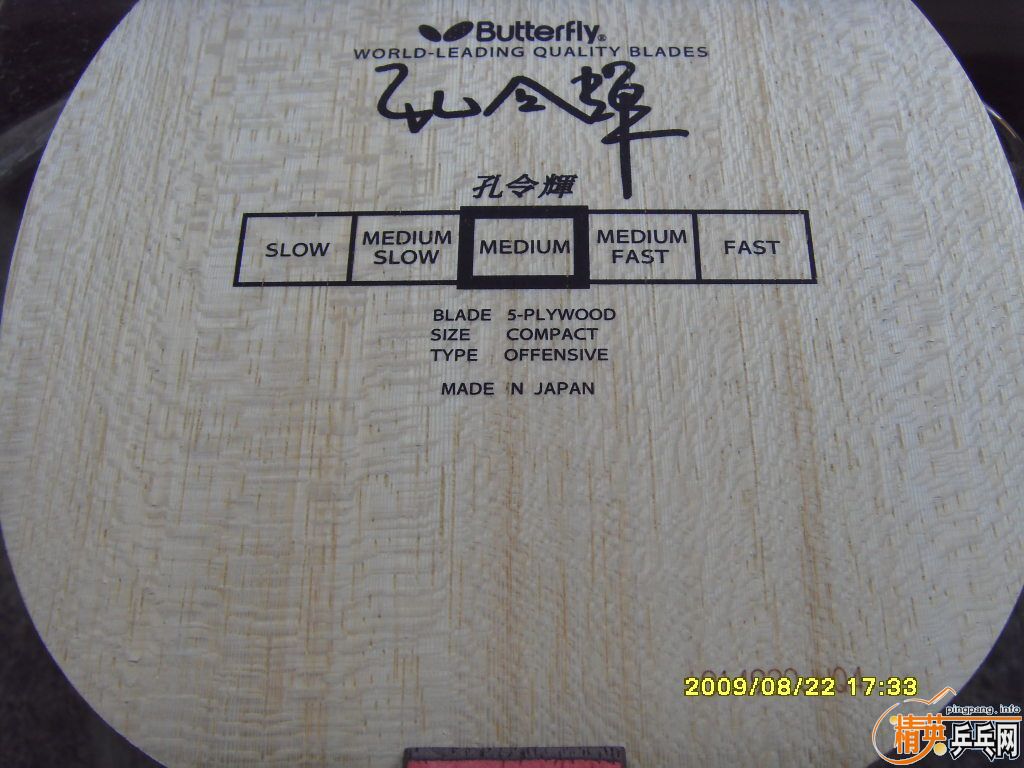 Butterfly®
WORLD-LEADING QUALITY BLADES
孔令輝
孔令輝
SLOW
MEDIUM SLOW
MEDIUM
MEDIUM FAST
FAST
BLADE 5-PLYWOOD
SIZE COMPACT
TYPE OFFENSIVE
MADE IN JAPAN
2009/08/22 17:33
pingpang.info
精英乒乓网